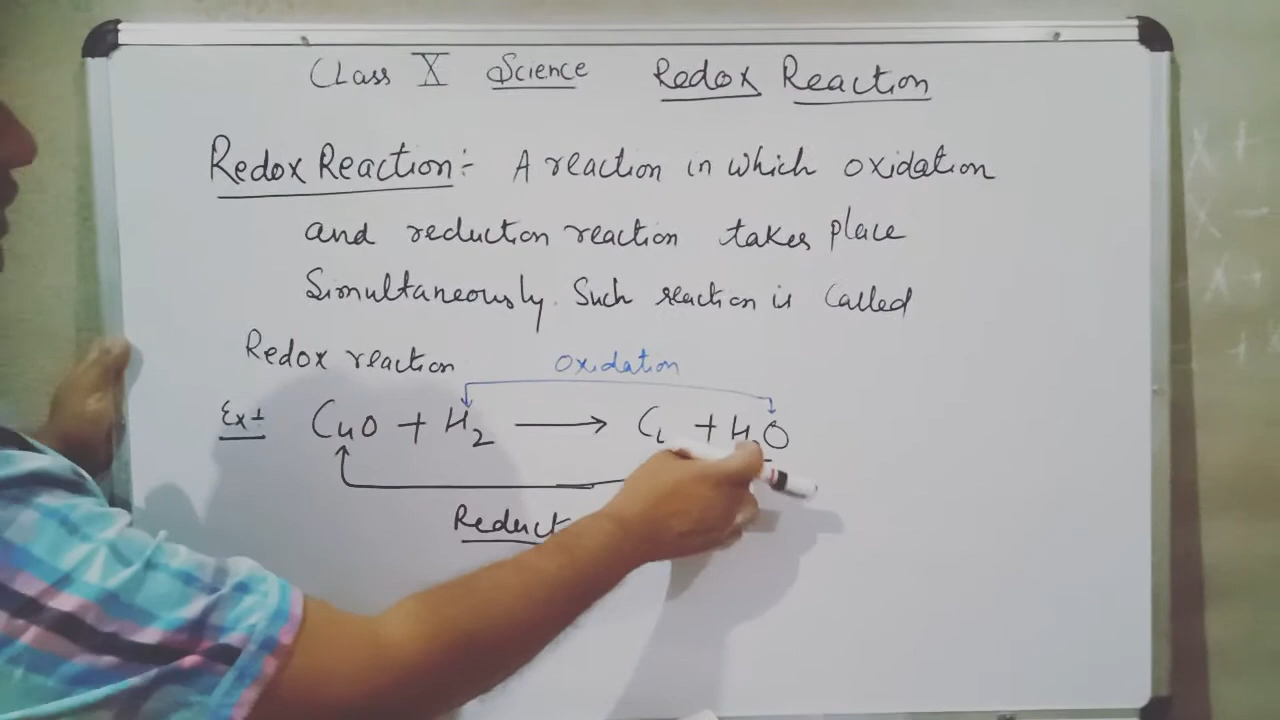 Class X Science Redox Reaction
Redox Reaction:- A reaction in which oxidation
and reduction reaction takes place
Simultaneously. Such reaction is called
Redox reaction
Oxidation
Ex:- CuO + H₂ → + H₂O